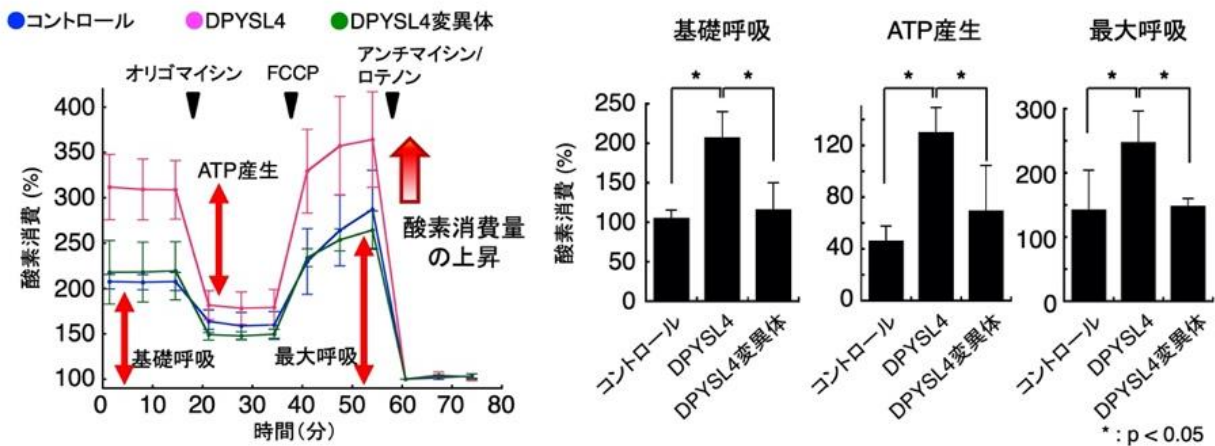 ●コントロール ●DPYSL4 ●DPYSL4変異体
オリゴマイシン
FCCP
アンチマイシン/
ロテノン
酸素消費 (%)
400
350
300
250
200
150
100
ATP産生
基礎呼吸
最大呼吸
酸素消費量
の上昇
0 10 20 30 40 50 60 70 80
時間(分)
基礎呼吸
* *
酸素消費 (%)
250
200
150
100
50
0
コントロール
DPYSL4
DPYSL4変異体
ATP産生
* *
120
80
40
0
コントロール
DPYSL4
DPYSL4変異体
最大呼吸
* *
300
200
150
100
50
0
コントロール
DPYSL4
DPYSL4変異体
* : p < 0.05